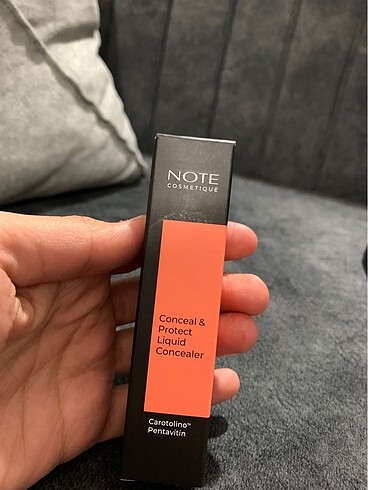 NOTE
COSMETIQUE
Conceal &
Protect
Liquid
Concealer
Carotolino™
Pentavitin